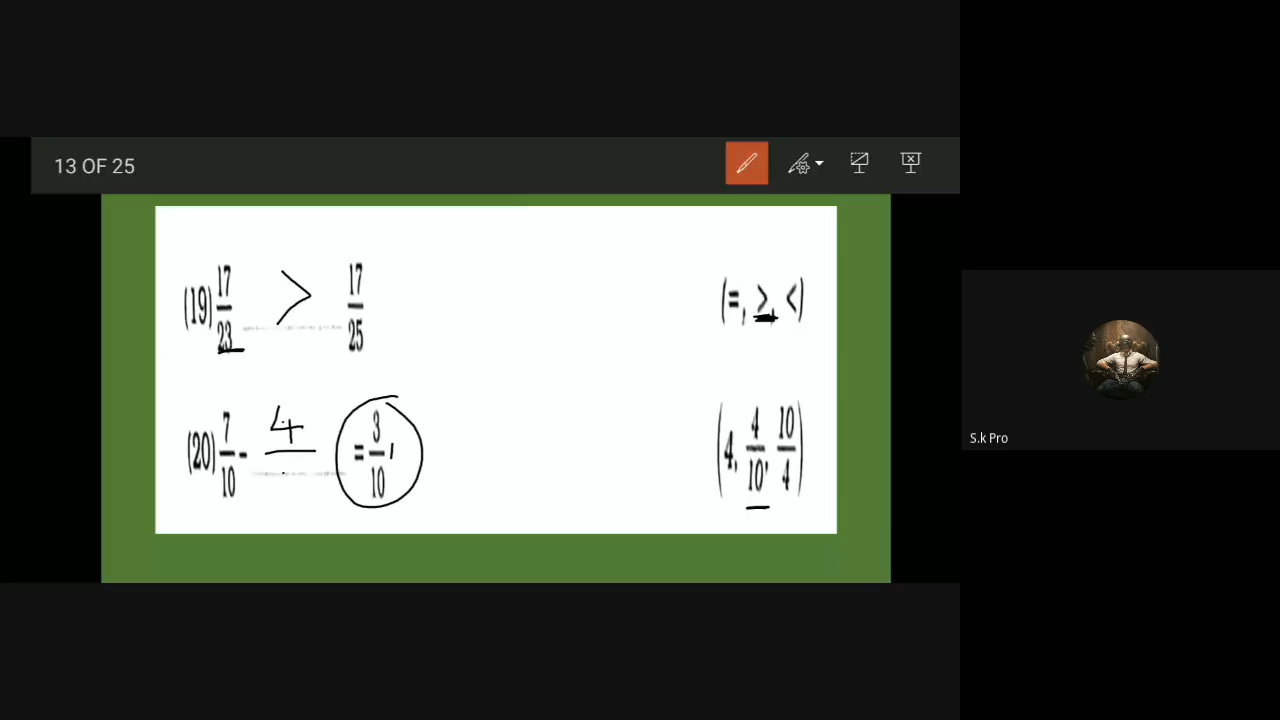 13 OF 25
(19) 17/23 > 17/25 (=, >, <)
(20) 7/10 - 4/ = 3/10, (4, 4/10, 10/4)
S.k Pro